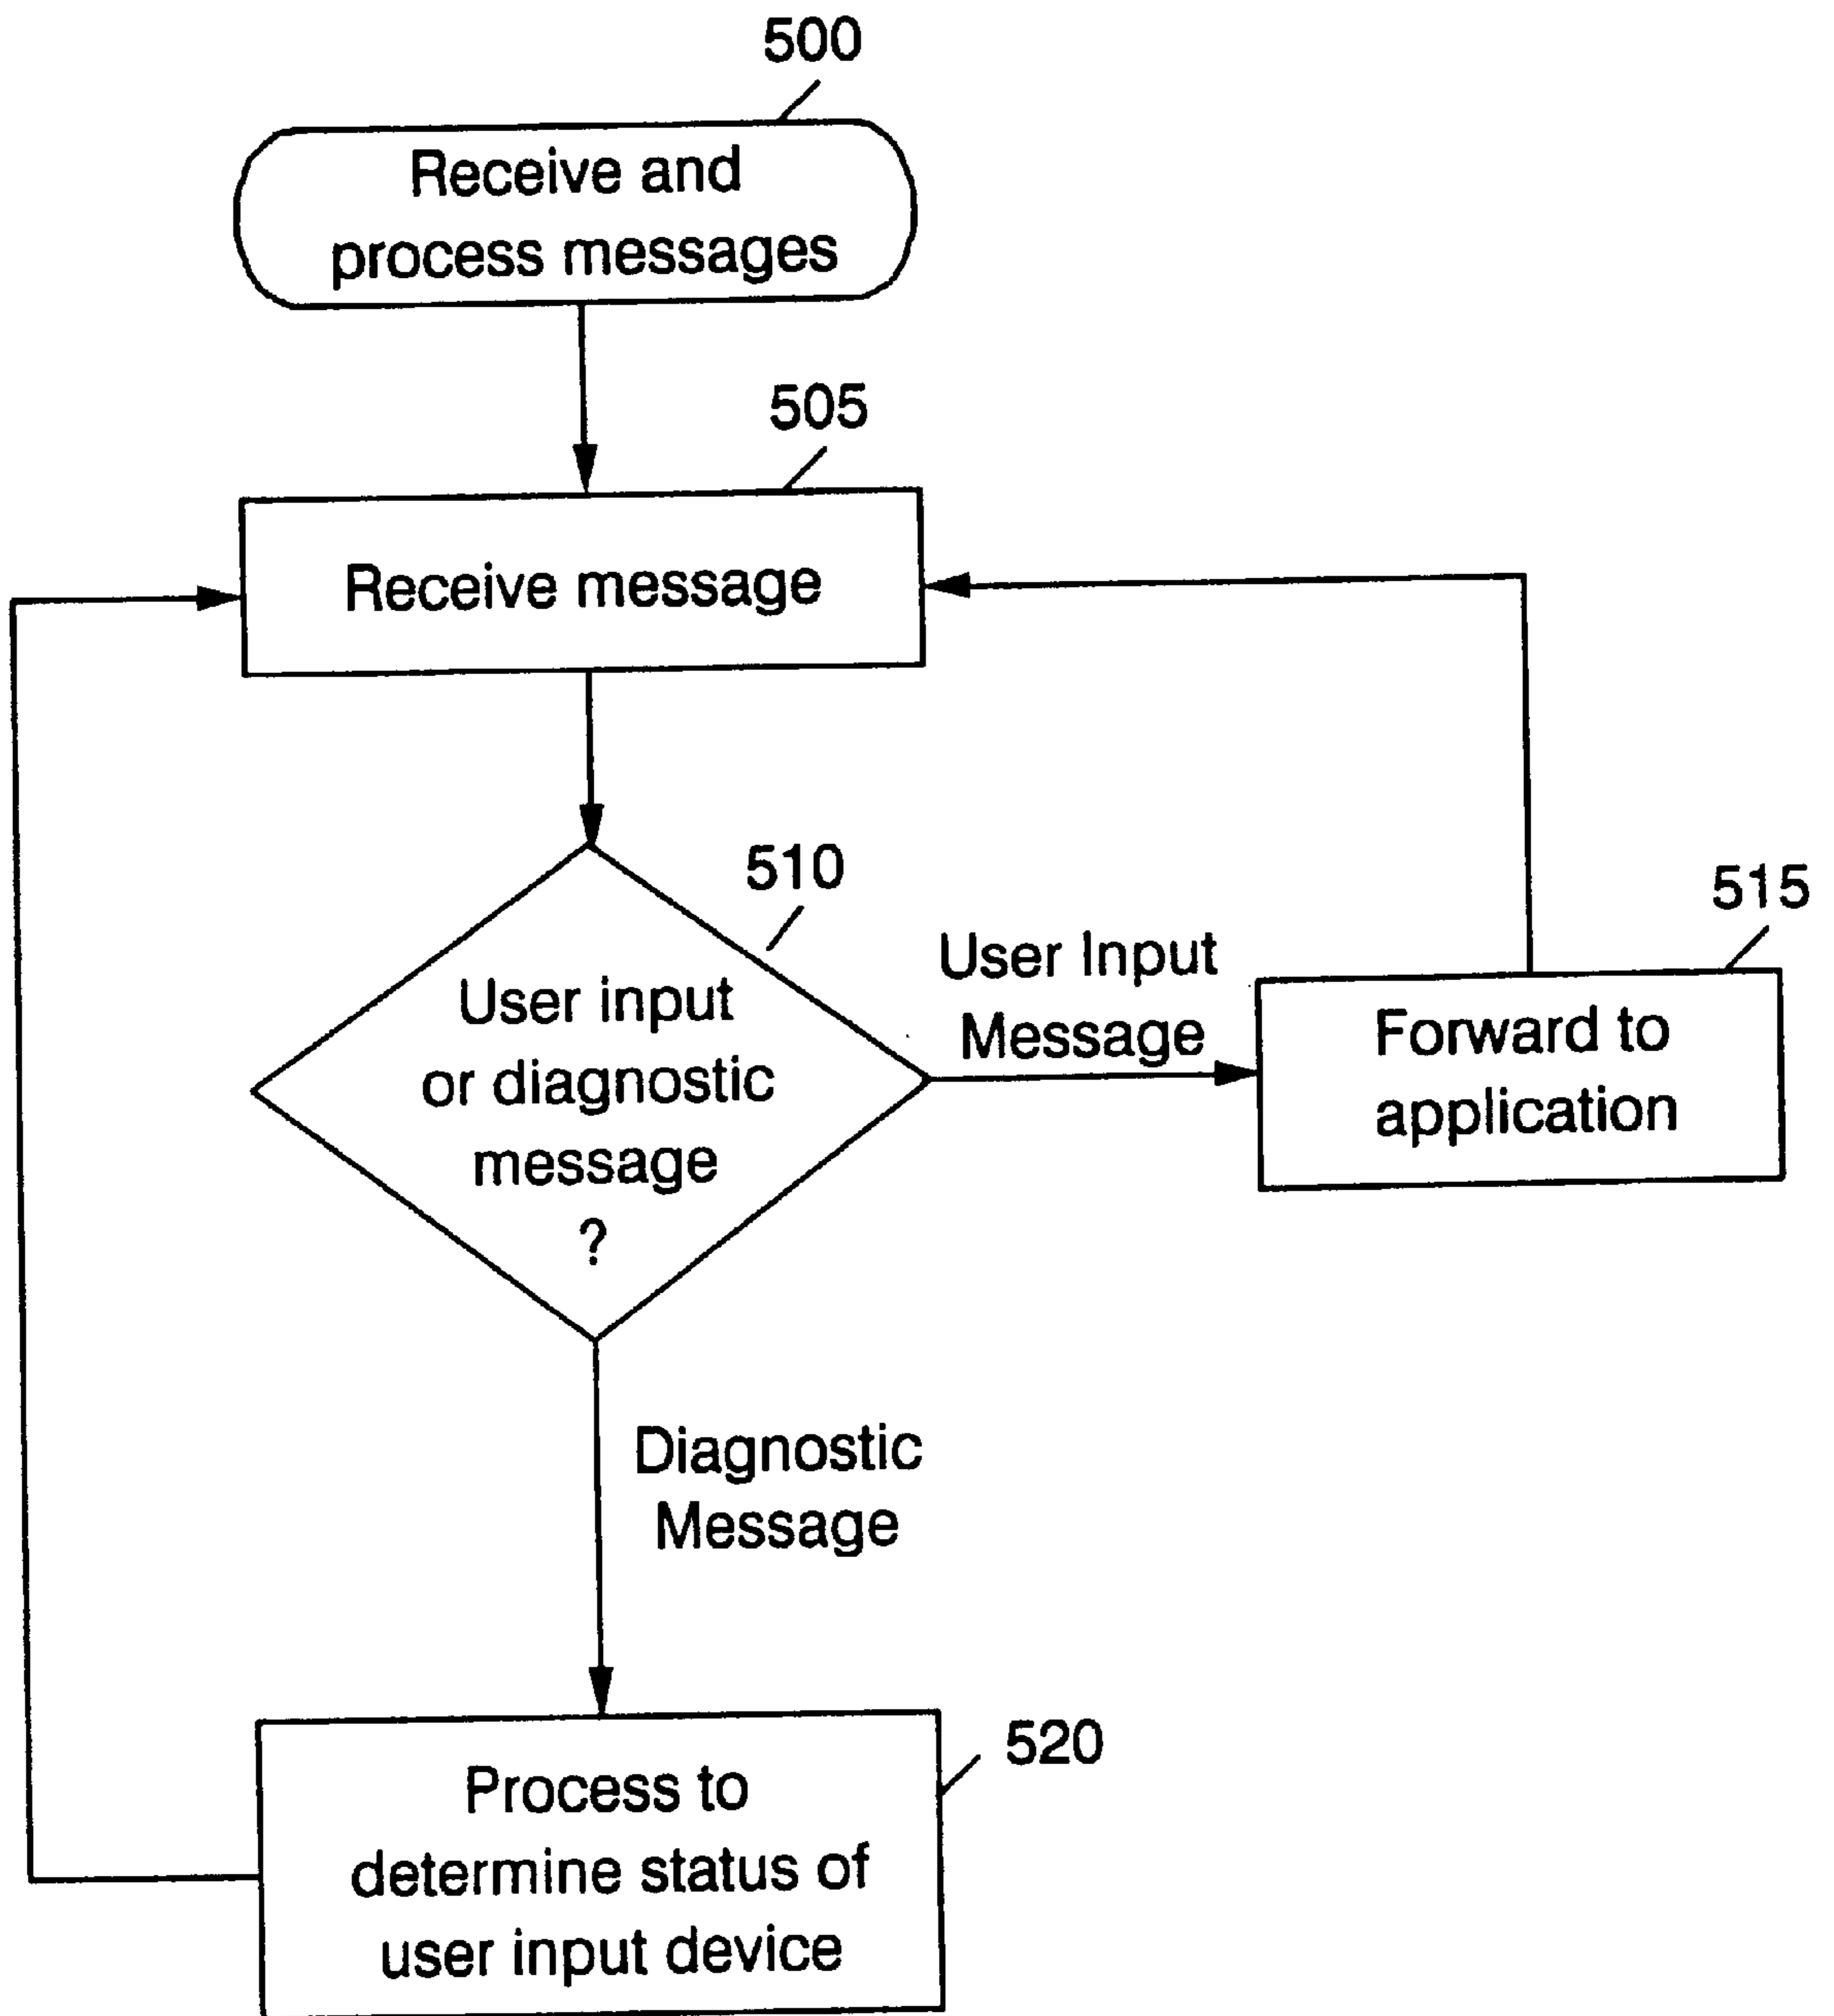 500
Receive and
process messages
505
Receive message
510
User input
or diagnostic
message
?
User Input
Message
515
Forward to
application
Diagnostic
Message
520
Process to
determine status of
user input device